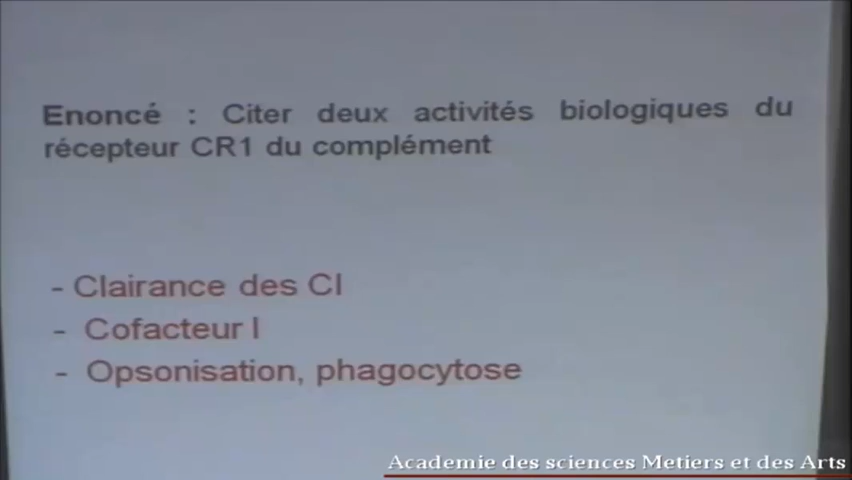 Enoncé : Citer deux activités biologiques du
récepteur CR1 du complément
- Clairance des CI
- Cofacteur I
- Opsonisation, phagocytose
Academie des sciences Metiers et des Arts